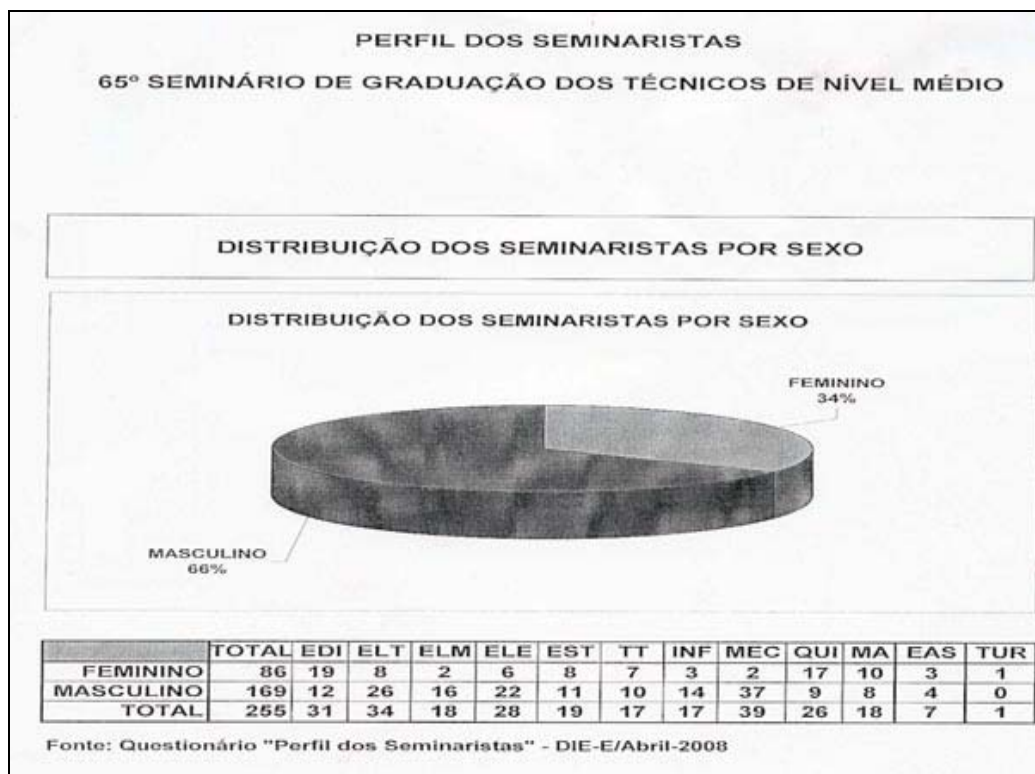 PERFIL DOS SEMINARISTAS
65º SEMINÁRIO DE GRADUAÇÃO DOS TÉCNICOS DE NÍVEL MÉDIO
DISTRIBUIÇÃO DOS SEMINARISTAS POR SEXO
DISTRIBUIÇÃO DOS SEMINARISTAS POR SEXO
FEMININO
34%
MASCULINO
66%
TOTAL EDI ELT ELM ELE EST TT INF MEC QUI MA EAS TUR
FEMININO 86 19 8 2 6 8 7 3 2 17 10 3 1
MASCULINO 169 12 26 16 22 11 10 14 37 9 8 4 0
TOTAL 255 31 34 18 28 19 17 17 39 26 18 7 1
Fonte: Questionário "Perfil dos Seminaristas" - DIE-E/Abril-2008